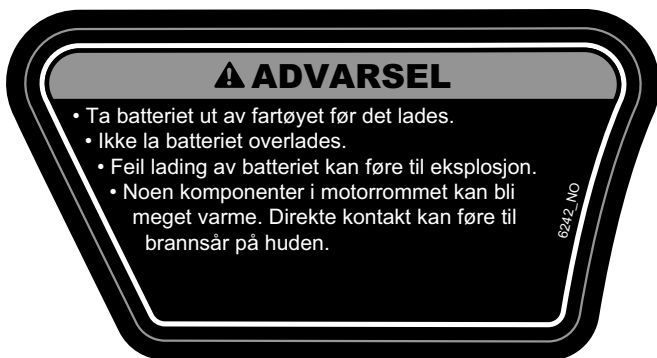 ⚠ ADVARSEL
• Ta batteriet ut av fartøyet før det lades.
• Ikke la batteriet overlades.
• Feil lading av batteriet kan føre til eksplosjon.
• Noen komponenter i motorrommet kan bli
meget varme. Direkte kontakt kan føre til
brannsår på huden.
6242_NO